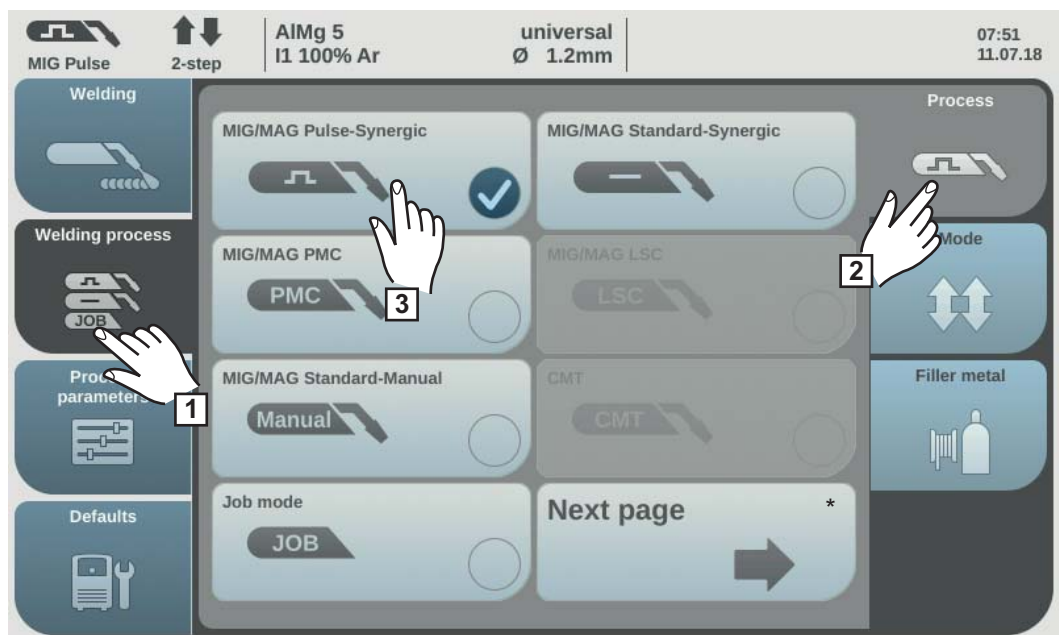 MIG Pulse
2-step
AlMg 5
I1 100% Ar
universal
Ø 1.2mm
07:51
11.07.18
Welding
Welding process
JOB
1
Process
parameters
Defaults
MIG/MAG Pulse-Synergic
MIG/MAG Standard-Synergic
3
MIG/MAG PMC
PMC
MIG/MAG LSC
LSC
MIG/MAG Standard-Manual
Manual
CMT
CMT
Job mode
JOB
Next page *
Process
2
Mode
Filler metal